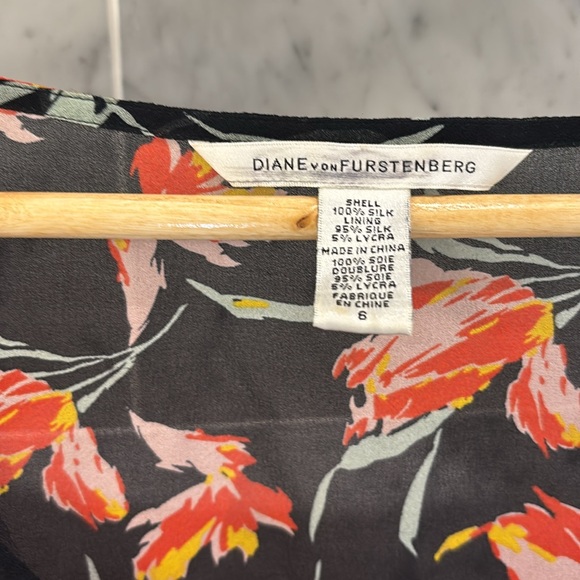 DIANE VON FURSTENBERG
SHELL
100% SILK
LINING
95% SILK
5% LYCRA
MADE IN CHINA
100% SOIE
DOUBLURE
95% SOIE
5% LYCRA
FABRIQUE
EN CHINE
6